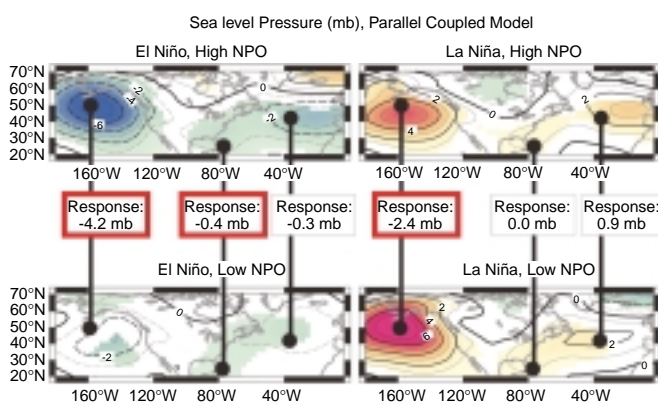 Sea level Pressure (mb), Parallel Coupled Model
El Niño, High NPO
La Niña, High NPO
70°N
60°N
50°N
40°N
30°N
20°N
-2
-4
-6
0
-2
2
4
0
2
160°W 120°W 80°W 40°W
160°W 120°W 80°W 40°W
Response:
-4.2 mb
Response:
-0.4 mb
Response:
-0.3 mb
Response:
-2.4 mb
Response:
0.0 mb
Response:
0.9 mb
El Niño, Low NPO
La Niña, Low NPO
70°N
60°N
50°N
40°N
30°N
20°N
0
-2
2
4
6
0
2
0
160°W 120°W 80°W 40°W
160°W 120°W 80°W 40°W